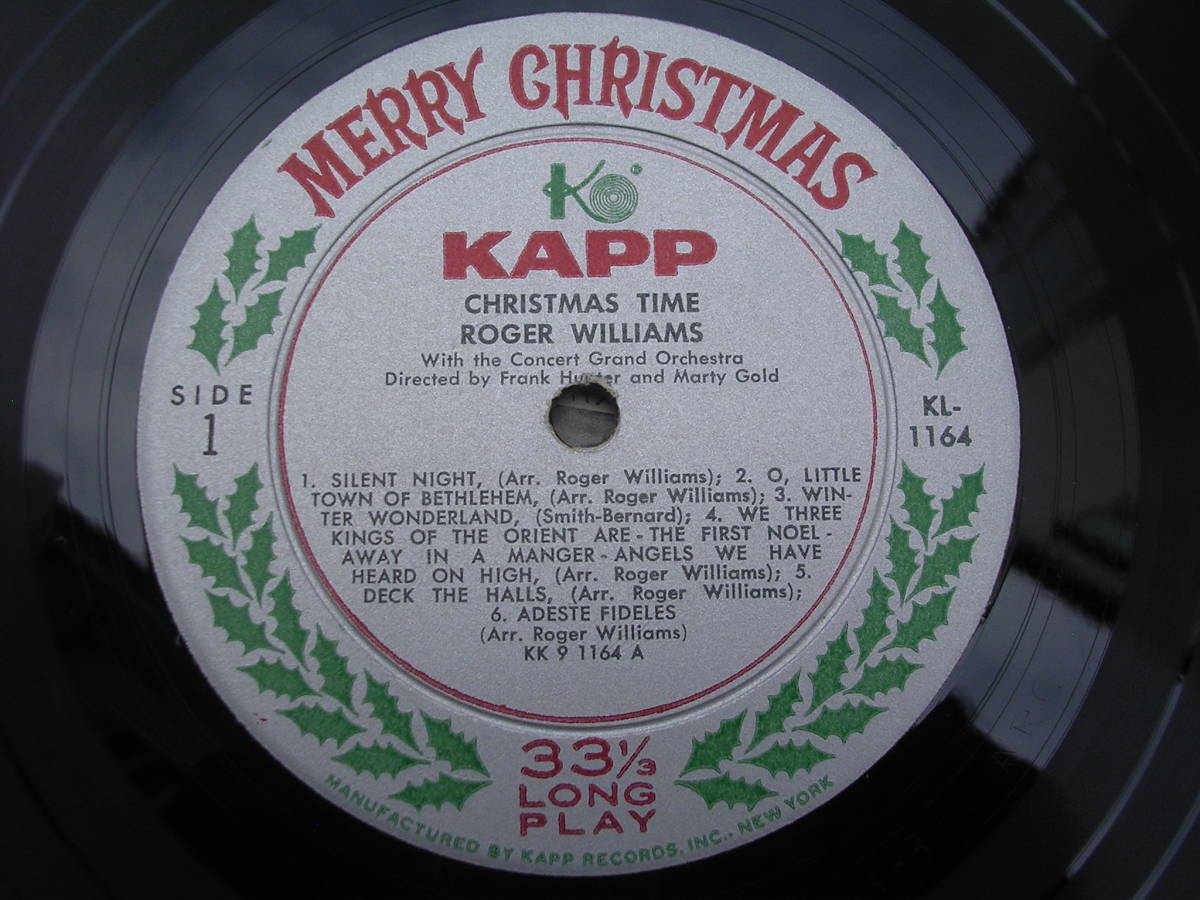 MERRY CHRISTMAS
K
KAPP
CHRISTMAS TIME
ROGER WILLIAMS
With the Concert Grand Orchestra
Directed by Frank Hunter and Marty Gold
SIDE
1
KL-
1164
1. SILENT NIGHT, (Arr. Roger Williams); 2. O, LITTLE
TOWN OF BETHLEHEM, (Arr. Roger Williams); 3. WIN-
TER WONDERLAND, (Smith-Bernard); 4. WE THREE
KINGS OF THE ORIENT ARE - THE FIRST NOEL -
AWAY IN A MANGER - ANGELS WE HAVE
HEARD ON HIGH, (Arr. Roger Williams); 5.
DECK THE HALLS, (Arr. Roger Williams);
6. ADESTE FIDELES
(Arr. Roger Williams)
KK 9 1164 A
33⅓
LONG
PLAY
MANUFACTURED BY KAPP RECORDS, INC., NEW YORK